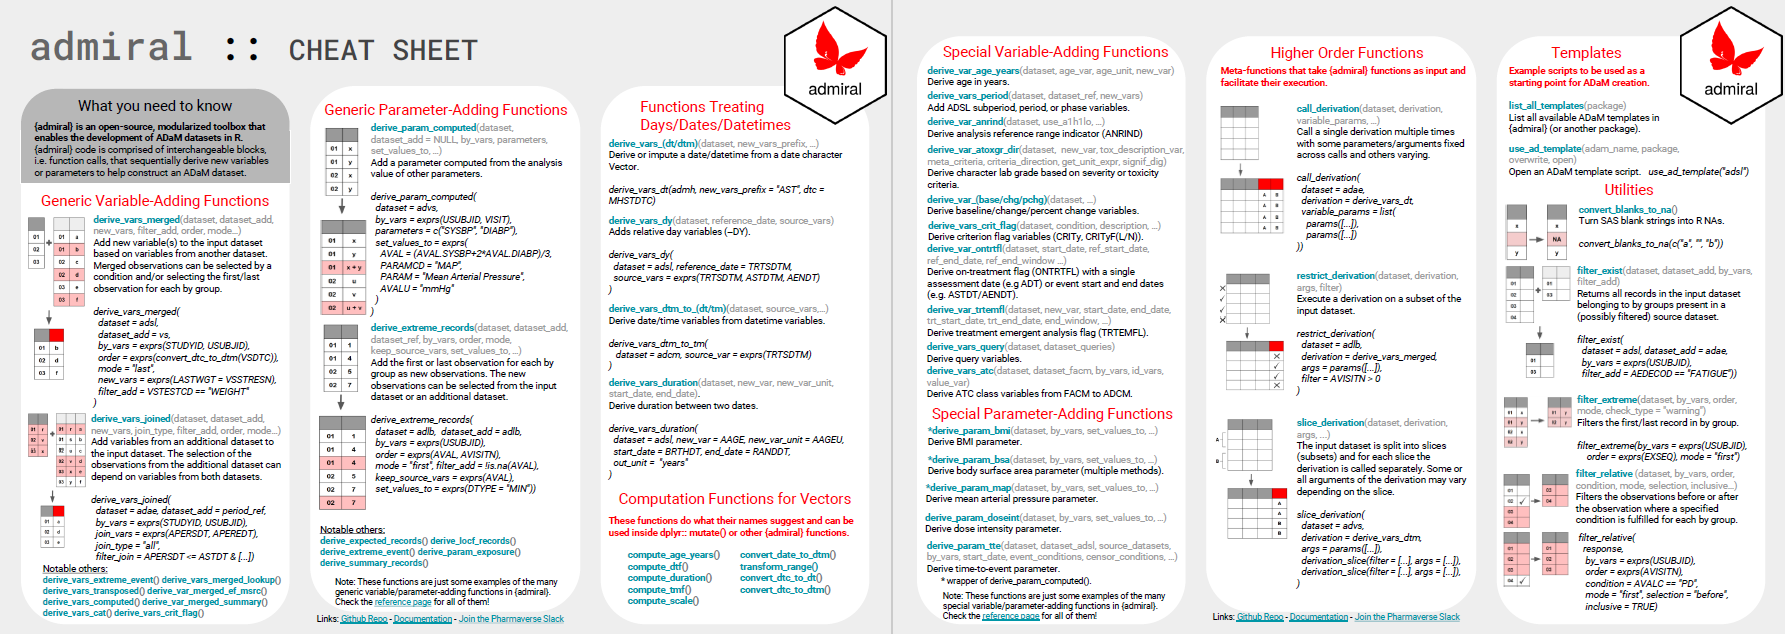 admiral :: CHEAT SHEET
admiral
What you need to know
{admiral} is an open-source, modularized toolbox that
enables the development of ADaM datasets in R.
{admiral} code is comprised of interchangeable blocks,
i.e. function calls, that sequentially derive new variables
or parameters to help construct an ADaM dataset.
Generic Variable-Adding Functions
derive_vars_merged(dataset, dataset_add,
new_vars, filter_add, order, mode...)
Add new variable(s) to the input dataset
based on variables from another dataset.
Merged observations can be selected by a
condition and/or selecting the first/last
observation for each by group.
derive_vars_merged(
dataset = adsl,
dataset_add = vs,
by_vars = exprs(STUDYID, USUBJID),
order = exprs(convert_dtc_to_dtm(VSDTC)),
mode = "last",
new_vars = exprs(LASTWGT = VSSTRESN),
filter_add = VSTESTCD == "WEIGHT"
)
derive_vars_joined(dataset, dataset_add,
new_vars, join_type, filter_add, order, mode...)
Add variables from an additional dataset to
the input dataset. The selection of the
observations from the additional dataset can
depend on variables from both datasets.
derive_vars_joined(
dataset = adae, dataset_add = period_ref,
by_vars = exprs(STUDYID, USUBJID),
join_vars = exprs(APERSDT, APEREDT),
join_type = "all",
filter_join = APERSDT <= ASTDT & [...])
Notable others:
derive_vars_extreme_event() derive_vars_merged_lookup()
derive_vars_transposed() derive_var_merged_ef_msrc()
derive_vars_computed() derive_var_merged_summary()
derive_vars_cat() derive_vars_crit_flag()
Generic Parameter-Adding Functions
derive_param_computed(dataset,
dataset_add = NULL, by_vars, parameters,
set_values_to, ...)
Add a parameter computed from the analysis
value of other parameters.
derive_param_computed(
dataset = advs,
by_vars = exprs(USUBJID, VISIT),
parameters = c("SYSBP", "DIABP"),
set_values_to = exprs(
AVAL = (AVAL.SYSBP+2*AVAL.DIABP)/3,
PARAMCD = "MAP",
PARAM = "Mean Arterial Pressure",
AVALU = "mmHg"
)
)
derive_extreme_records(dataset, dataset_add,
dataset_ref, by_vars, order, mode,
keep_source_vars, set_values_to, ...)
Add the first or last observation for each by
group as new observations. The new
observations can be selected from the input
dataset or an additional dataset.
derive_extreme_records(
dataset = adlb, dataset_add = adlb,
by_vars = exprs(USUBJID),
order = exprs(AVAL, AVISITN),
mode = "first", filter_add = !is.na(AVAL),
keep_source_vars = exprs(AVAL),
set_values_to = exprs(DTYPE = "MIN"))
Notable others:
derive_expected_records() derive_locf_records()
derive_extreme_event() derive_param_exposure()
derive_summary_records()
Note: These functions are just some examples of the many
generic variable/parameter-adding functions in {admiral}.
Check the reference page for all of them!
Links: Github Repo - Documentation - Join the Pharmaverse Slack
Functions Treating
Days/Dates/Datetimes
derive_vars_(dt/dtm)(dataset, new_vars_prefix, ...)
Derive or impute a date/datetime from a date character
Vector.
derive_vars_dt(admh, new_vars_prefix = "AST", dtc =
MHSTDTC)
derive_vars_dy(dataset, reference_date, source_vars)
Adds relative day variables (--DY).
derive_vars_dy(
dataset = adsl, reference_date = TRTSDTM,
source_vars = exprs(TRTSDTM, ASTDTM, AENDT)
)
derive_vars_dtm_to_(dt/tm)(dataset, source_vars,...)
Derive date/time variables from datetime variables.
derive_vars_dtm_to_tm(
dataset = adcm, source_var = exprs(TRTSDTM)
)
derive_vars_duration(dataset, new_var, new_var_unit,
start_date, end_date).
Derive duration between two dates.
derive_vars_duration(
dataset = adsl, new_var = AAGE, new_var_unit = AAGEU,
start_date = BRTHDT, end_date = RANDDT,
out_unit = "years"
)
Computation Functions for Vectors
These functions do what their names suggest and can be
used inside dplyr:: mutate() or other {admiral} functions.
compute_age_years() convert_date_to_dtm()
compute_dtf() transform_range()
compute_duration() convert_dtc_to_dt()
compute_tmf() convert_dtc_to_dtm()
compute_scale()
Special Variable-Adding Functions
derive_var_age_years(dataset, age_var, age_unit, new_var)
Derive age in years.
derive_vars_period(dataset, dataset_ref, new_vars)
Add ADSL subperiod, period, or phase variables.
derive_var_anrind(dataset, use_a1hi1lo, ...)
Derive analysis reference range indicator (ANRIND)
derive_var_atoxgr_dir(dataset, new_var, tox_description_var,
meta_criteria, criteria_direction, get_unit_expr, signif_dig)
Derive character lab grade based on severity or toxicity
criteria.
derive_var_(base/chg/pchg)(dataset, ...)
Derive baseline/change/percent change variables.
derive_vars_crit_flag(dataset, condition, description, ...)
Derive criterion flag variables (CRITy, CRITyF(L/N)).
derive_var_ontrtfl(dataset, start_date, ref_start_date,
ref_end_date, ref_end_window ...)
Derive on-treatment flag (ONTRTFL) with a single
assessment date (e.g ADT) or event start and end dates
(e.g. ASTDT/AENDT).
derive_var_trtemfl(dataset, new_var, start_date, end_date,
trt_start_date, trt_end_date, end_window, ...)
Derive treatment emergent analysis flag (TRTEMFL).
derive_vars_query(dataset, dataset_queries)
Derive query variables.
derive_vars_atc(dataset, dataset_facm, by_vars, id_vars,
value_var)
Derive ATC class variables from FACM to ADCM.
Special Parameter-Adding Functions
*derive_param_bmi(dataset, by_vars, set_values_to, ...)
Derive BMI parameter.
*derive_param_bsa(dataset, by_vars, set_values_to, ...)
Derive body surface area parameter (multiple methods).
*derive_param_map(dataset, by_vars, set_values_to, ...)
Derive mean arterial pressure parameter.
derive_param_doseint(dataset, by_vars, set_values_to, ...)
Derive dose intensity parameter.
derive_param_tte(dataset, dataset_adsl, source_datasets,
by_vars, start_date, event_conditions, censor_conditions, ...)
Derive time-to-event parameter.
* wrapper of derive_param_computed().
Note: These functions are just some examples of the many
special variable/parameter-adding functions in {admiral}.
Check the reference page for all of them!
Higher Order Functions
Meta-functions that take {admiral} functions as input and
facilitate their execution.
call_derivation(dataset, derivation,
variable_params, ...)
Call a single derivation multiple times
with some parameters/arguments fixed
across calls and others varying.
call_derivation(
dataset = adae,
derivation = derive_vars_dt,
variable_params = list(
params([...]),
params([...])
))
restrict_derivation(dataset, derivation,
args, filter)
Execute a derivation on a subset of the
input dataset.
restrict_derivation(
dataset = adlb,
derivation = derive_vars_merged,
args = params([...]),
filter = AVISITN > 0
)
slice_derivation(dataset, derivation,
args, ...)
The input dataset is split into slices
(subsets) and for each slice the
derivation is called separately. Some or
all arguments of the derivation may vary
depending on the slice.
slice_derivation(
dataset = advs,
derivation = derive_vars_dtm,
args = params([...]),
derivation_slice(filter = [...], args = [...]),
derivation_slice(filter = [...], args = [...]),
)
Links: Github Repo - Documentation - Join the Pharmaverse Slack
Templates
admiral
Example scripts to be used as a
starting point for ADaM creation.
list_all_templates(package)
List all available ADaM templates in
{admiral} (or another package).
use_ad_template(adam_name, package,
overwrite, open)
Open an ADaM template script. use_ad_template("adsl")
Utilities
convert_blanks_to_na()
Turn SAS blank strings into R NAs.
convert_blanks_to_na(c("a", "", "b"))
filter_exist(dataset, dataset_add, by_vars,
filter_add)
Returns all records in the input dataset
belonging to by groups present in a
(possibly filtered) source dataset.
filter_exist(
dataset = adsl, dataset_add = adae,
by_vars = exprs(USUBJID),
filter_add = AEDECOD == "FATIGUE"))
filter_extreme(dataset, by_vars, order,
mode, check_type = "warning")
Filters the first/last record in by group.
filter_extreme(by_vars = exprs(USUBJID),
order = exprs(EXSEQ), mode = "first")
filter_relative (dataset, by_vars, order,
condition, mode, selection, inclusive...)
Filters the observations before or after
the observation where a specified
condition is fulfilled for each by group.
filter_relative(
response,
by_vars = exprs(USUBJID),
order = exprs(AVISITN),
condition = AVALC == "PD",
mode = "first", selection = "before",
inclusive = TRUE)